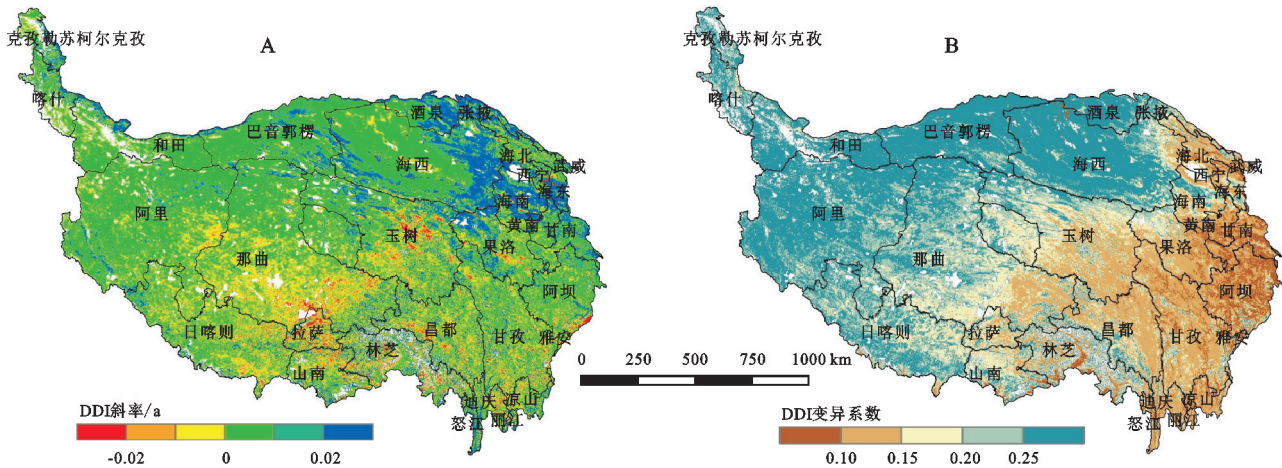 A
克孜勒苏柯尔克孜
喀什
和田
巴音郭楞
酒泉
张掖
海西
海北
武威
西宁
海东
海南
黄南
甘南
阿里
玉树
果洛
那曲
阿坝
日喀则
拉萨
昌都
甘孜
雅安
林芝
山南
迪庆
凉山
丽江
怒江
DDI斜率/a
-0.02 0 0.02
0 250 500 750 1000 km
B
克孜勒苏柯尔克孜
喀什
和田
巴音郭楞
酒泉
张掖
海西
海北
武威
西宁
海东
海南
黄南
甘南
阿里
玉树
果洛
那曲
阿坝
日喀则
拉萨
昌都
甘孜
雅安
林芝
山南
迪庆
凉山
丽江
怒江
DDI变异系数
0.10 0.15 0.20 0.25